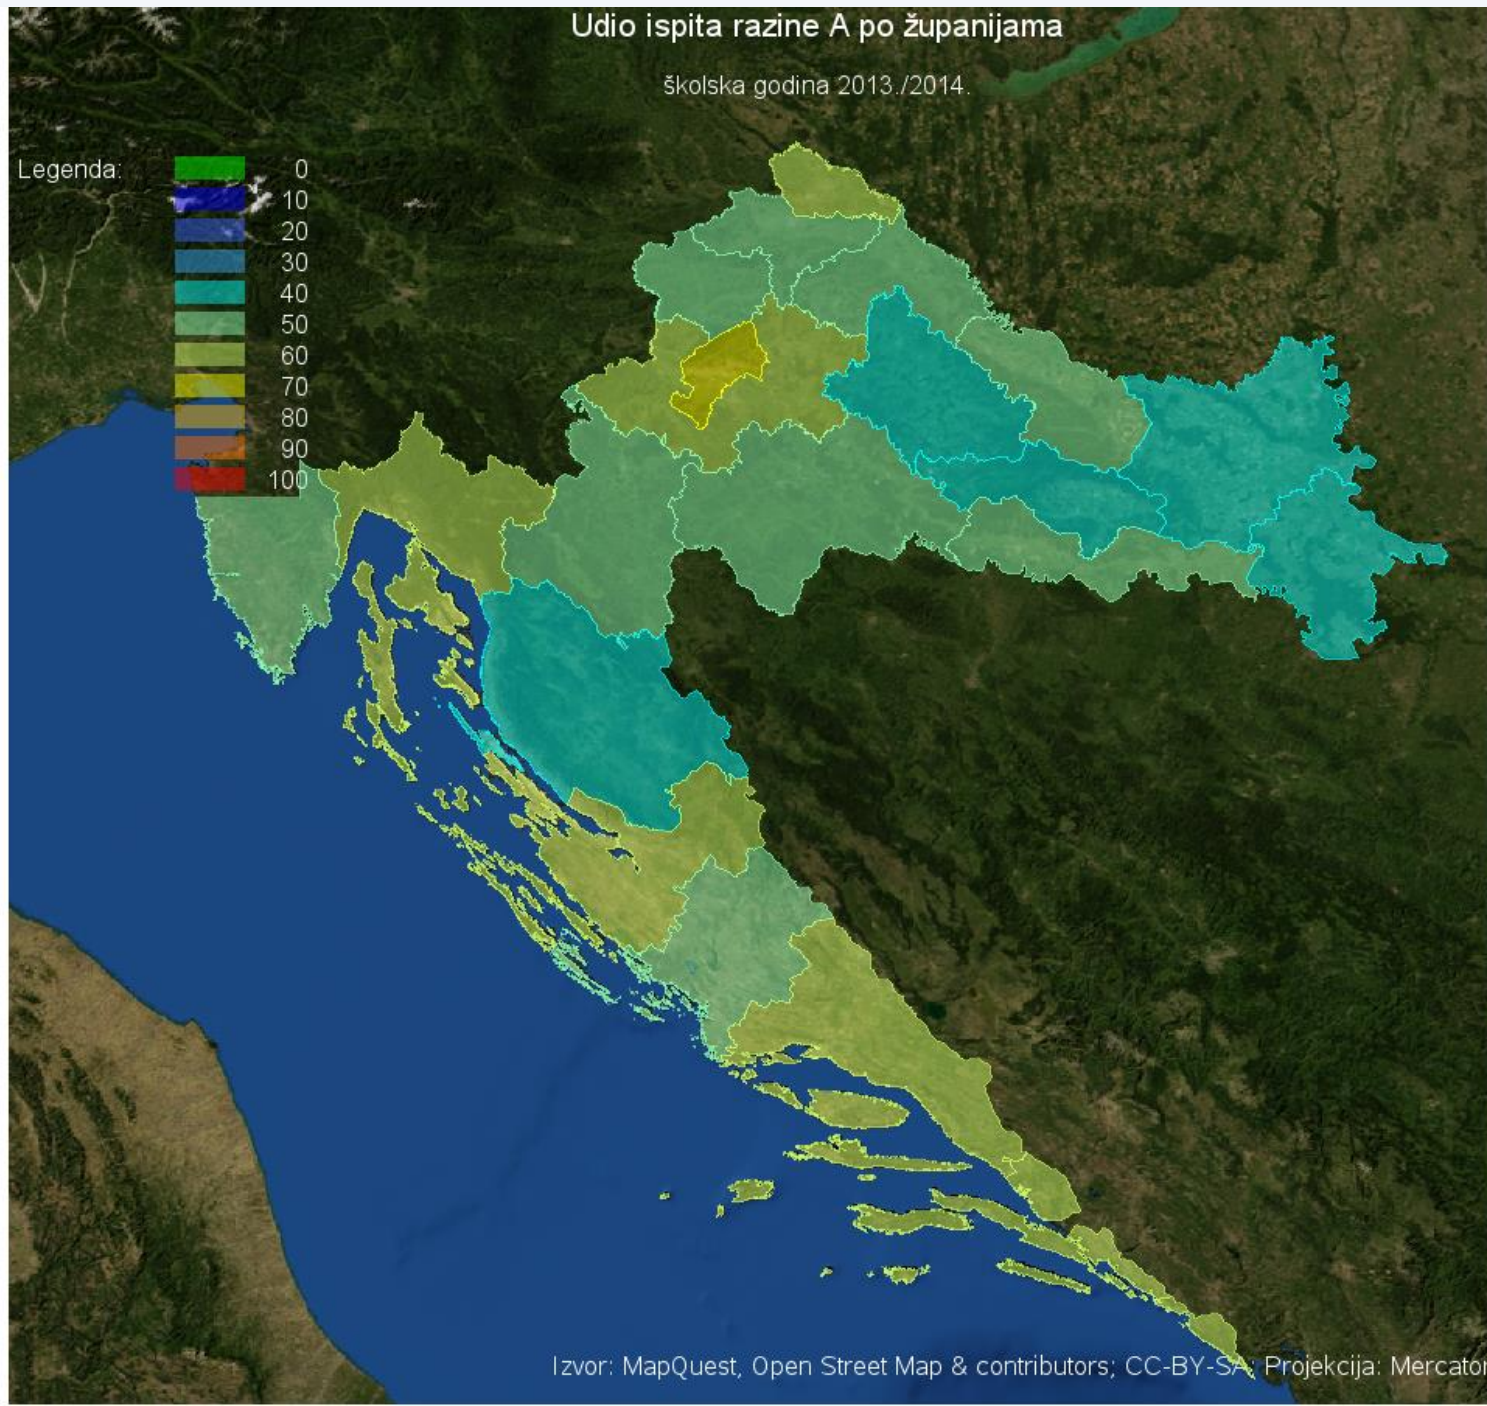 Udio ispita razine A po županijama
školska godina 2013./2014.
Legenda:
0
10
20
30
40
50
60
70
80
90
100
Izvor: MapQuest, Open Street Map & contributors; CC-BY-SA; Projekcija: Mercator